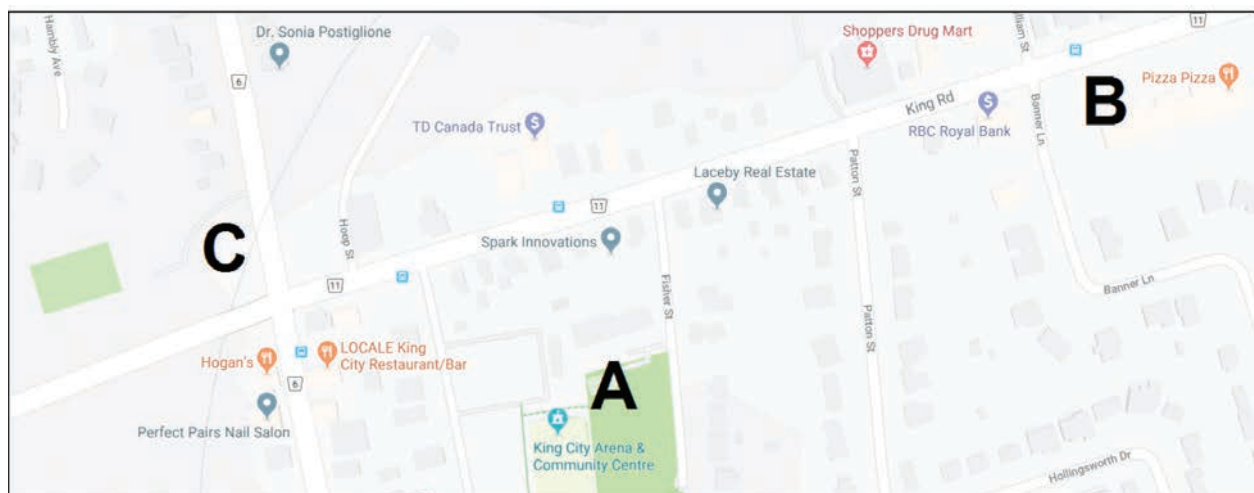 Hambly Ave
Dr. Sonia Postiglione
6
Shoppers Drug Mart
lliam St
11
Pizza Pizza
King Rd
B
TD Canada Trust
RBC Royal Bank
Banner Ln
Laceby Real Estate
Patton St
11
C
Hoop St
Spark Innovations
11
Fisher St
Banner Ln
Patton St
Hogan's
LOCALE King
City Restaurant/Bar
6
A
Perfect Pairs Nail Salon
King City Arena &
Community Centre
Hollingsworth Dr